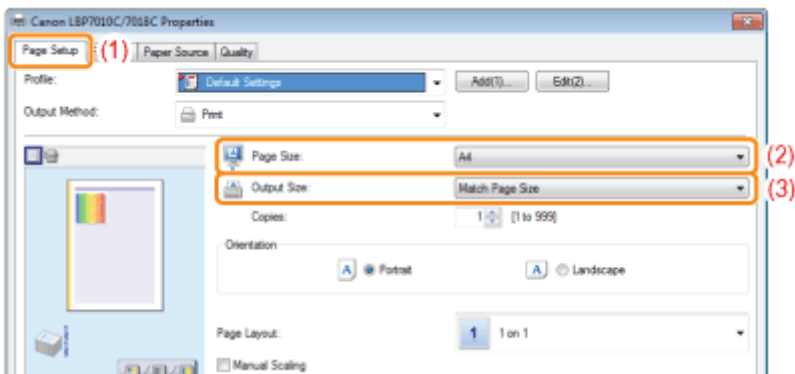 Canon LBP7010C/7018C Properties
Page Setup (1) Paper Source Quality
Profile: Default Settings Add(1)... Edit(2)...
Output Method: Print
Page Size: A4 (2)
Output Size: Match Page Size (3)
Copies: 1 [1 to 999]
Orientation
A Portrait A Landscape
Page Layout: 1 1 on 1
Manual Scaling